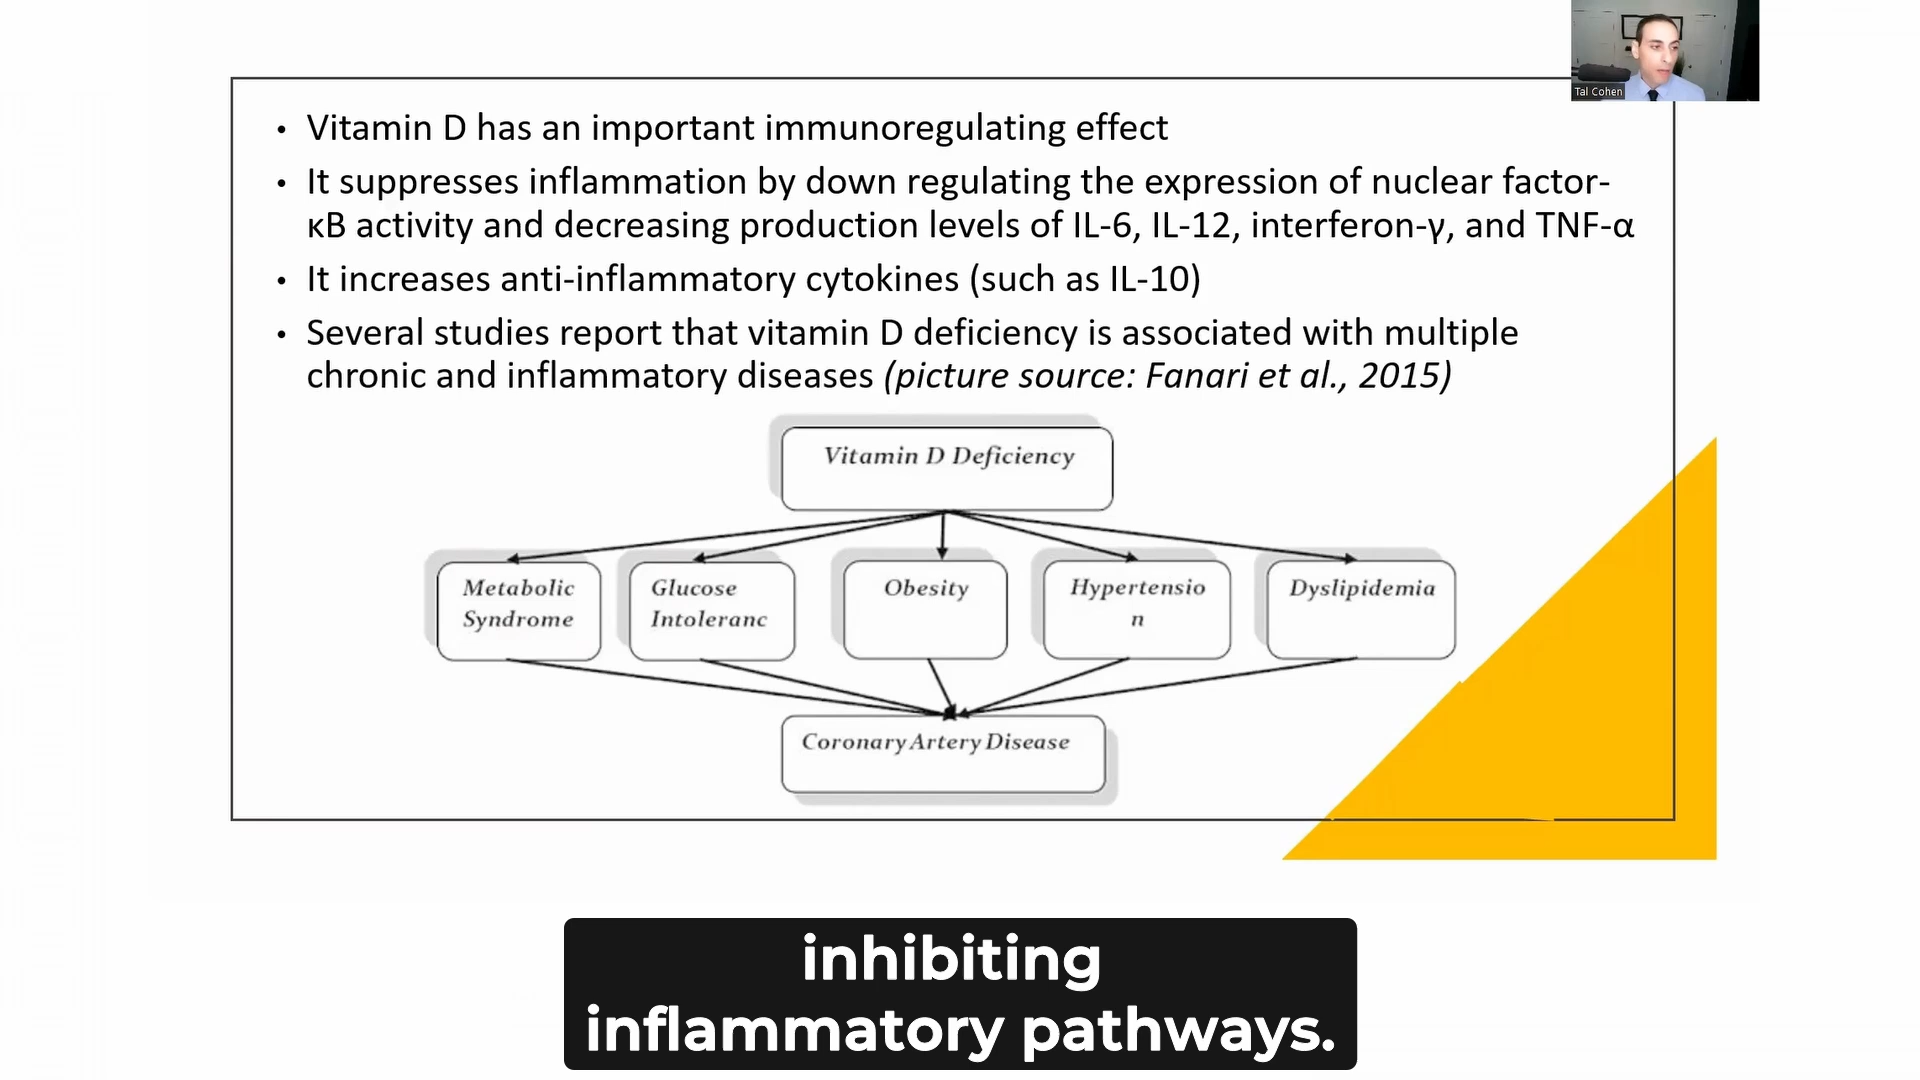 Tal Cohen
• Vitamin D has an important immunoregulating effect
• It suppresses inflammation by down regulating the expression of nuclear factor-
κB activity and decreasing production levels of IL-6, IL-12, interferon-γ, and TNF-α
• It increases anti-inflammatory cytokines (such as IL-10)
• Several studies report that vitamin D deficiency is associated with multiple
chronic and inflammatory diseases (picture source: Fanari et al., 2015)
Vitamin D Deficiency
Metabolic
Syndrome
Glucose
Intoleranc
Obesity
Hypertensio
n
Dyslipidemia
Coronary Artery Disease
inhibiting
inflammatory pathways.